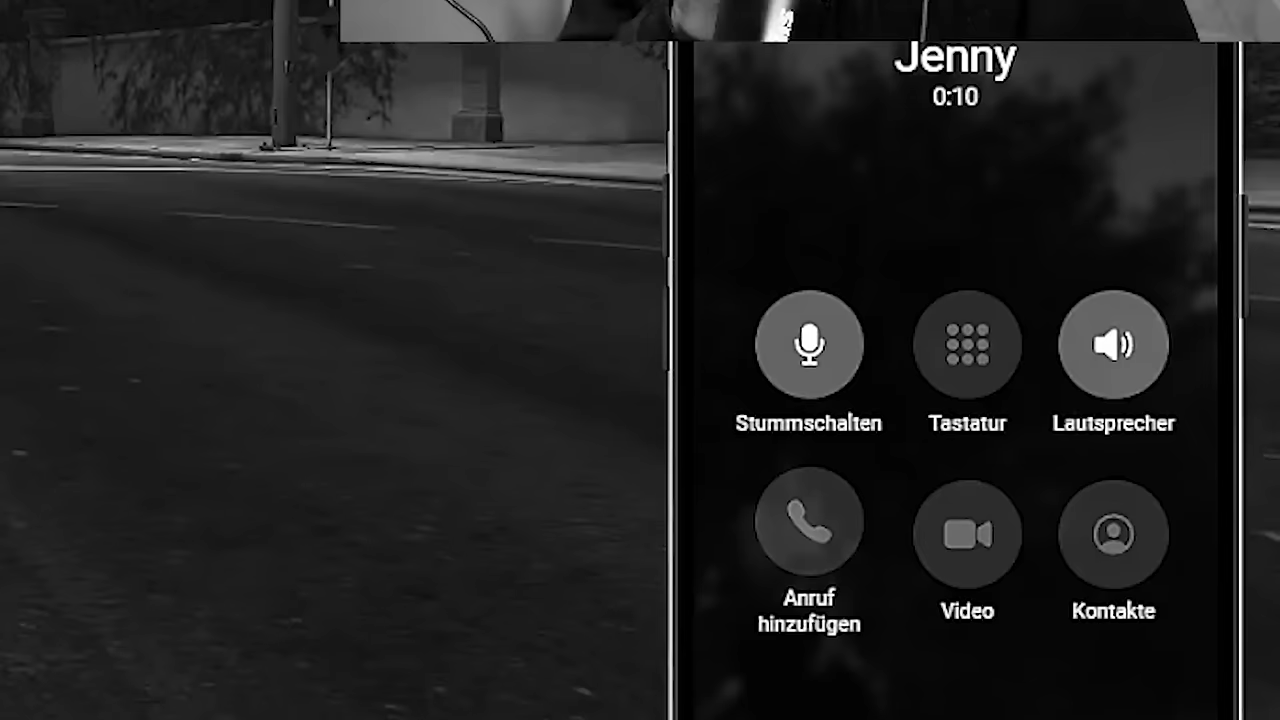 Jenny
0:10
Stummschalten Tastatur Lautsprecher
Anruf
hinzufügen
Video
Kontakte